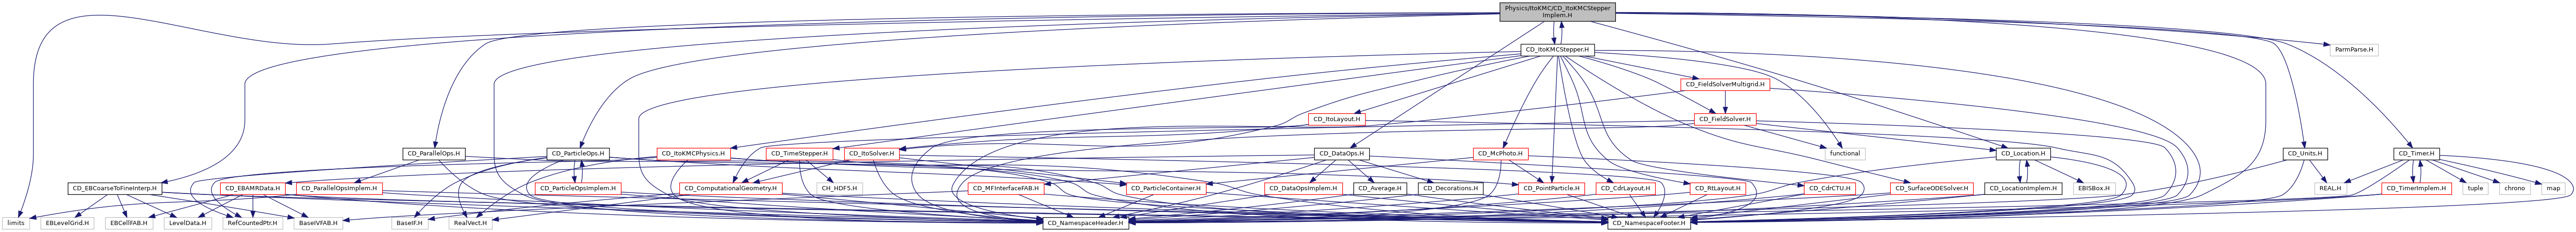 Physics/ItoKMC/CD_ItoKMCStepper
Implem.H
CD_ItoKMCStepper.H
ParmParse.H
CD_FieldSolverMultigrid.H
CD_ItoLayout.H
CD_FieldSolver.H
CD_ParallelOps.H
CD_ParticleOps.H
CD_ItoKMCPhysics.H
CD_TimeStepper.H
CD_ItoSolver.H
CD_DataOps.H
CD_McPhoto.H
functional
CD_Location.H
CD_Units.H
CD_Timer.H
CD_EBCoarseToFineInterp.H
CD_EBAMRData.H
CD_ParallelOpsImplem.H
CD_ParticleOpsImplem.H
CD_ComputationalGeometry.H
CH_HDF5.H
CD_MFInterfaceFAB.H
CD_ParticleContainer.H
CD_DataOpsImplem.H
CD_Average.H
CD_Decorations.H
CD_PointParticle.H
CD_CdrLayout.H
CD_RtLayout.H
CD_CdrCTU.H
CD_SurfaceODESolver.H
CD_LocationImplem.H
EBISBox.H
REAL.H
CD_TimerImplem.H
tuple
chrono
map
limits
EBLevelGrid.H
EBCellFAB.H
LevelData.H
RefCountedPtr.H
BaseIVFAB.H
BaseIF.H
RealVect.H
CD_NamespaceHeader.H
CD_NamespaceFooter.H